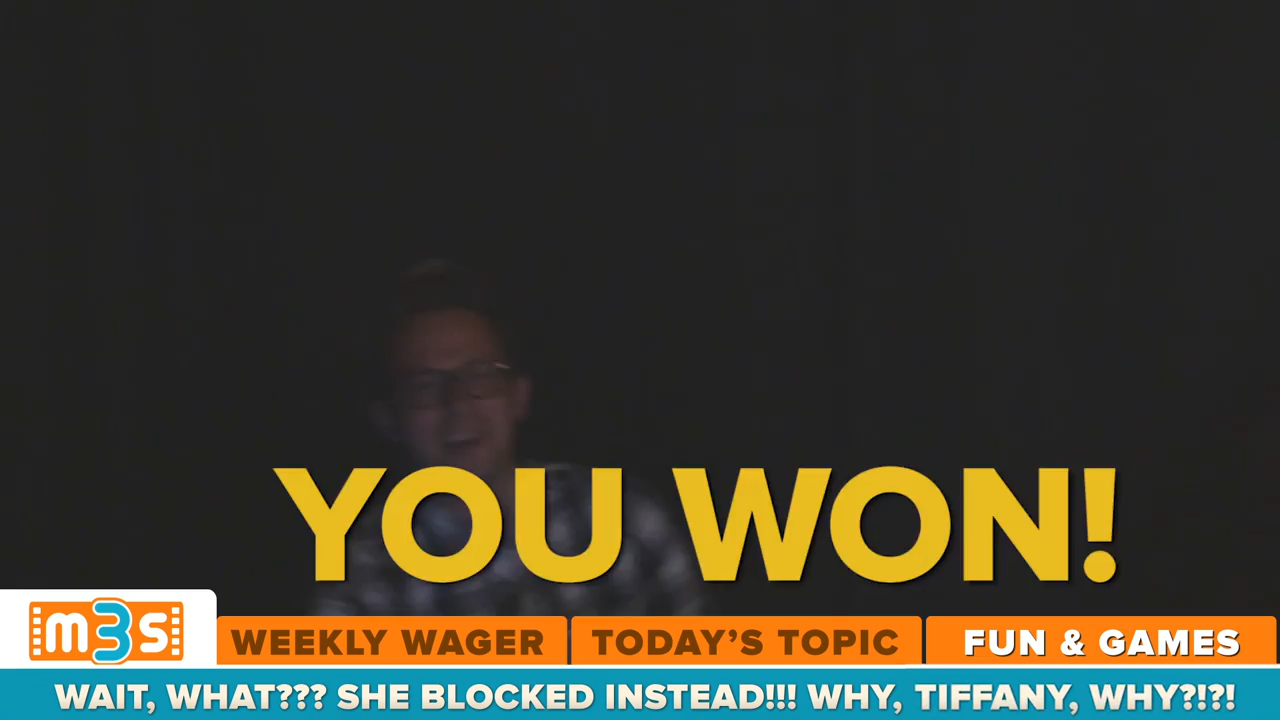 YOU WON!
m3s
WEEKLY WAGER
TODAY'S TOPIC
FUN & GAMES
WAIT, WHAT??? SHE BLOCKED INSTEAD!!! WHY, TIFFANY, WHY?!?!